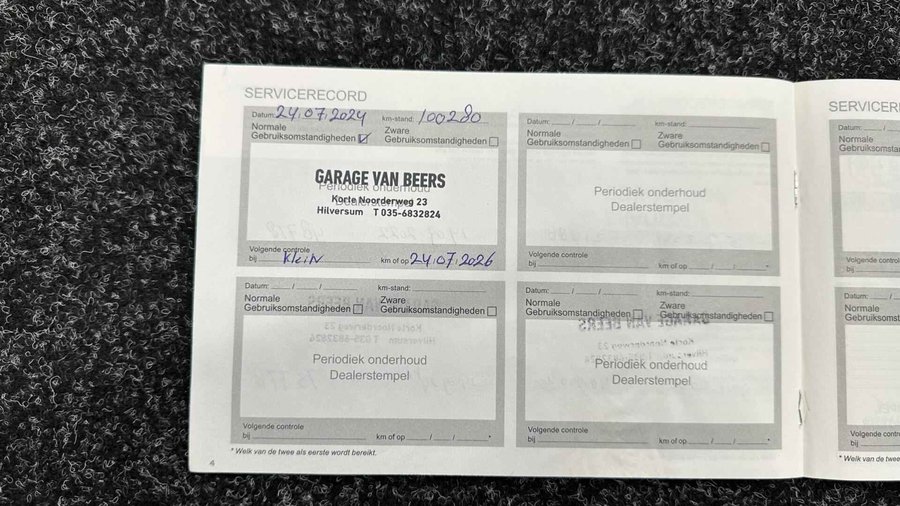 SERVICERECORD
Datum: 24.07.2024 km-stand: 100280
Normale Gebruiksomstandigheden ☑ Zware Gebruiksomstandigheden
Periodiek onderhoud
Dealerstempel
GARAGE VAN BEERS
Korte Noorderweg 23
Hilversum T 035-6832824
Volgende controle
bij Klein km of op 24.07.2026
Datum: / / km-stand:
Normale Gebruiksomstandigheden Zware Gebruiksomstandigheden
Periodiek onderhoud
Dealerstempel
Volgende controle
bij km of op / / *
Datum: / / km-stand:
Normale Gebruiksomstandigheden Zware Gebruiksomstandigheden
Periodiek onderhoud
Dealerstempel
Volgende controle
bij km of op / / *
Datum: / / km-stand:
Normale Gebruiksomstandigheden Zware Gebruiksomstandigheden
Periodiek onderhoud
Dealerstempel
Volgende controle
bij km of op / / *
* Welk van de twee als eerste wordt bereikt.
4
SERVICER
Datum: / /
Normale
Gebruiksomstan
Volgende controle
bij
Datum: / /
Normale
Gebruiksomstan
Volgende controle
bij
* Welk van de twee